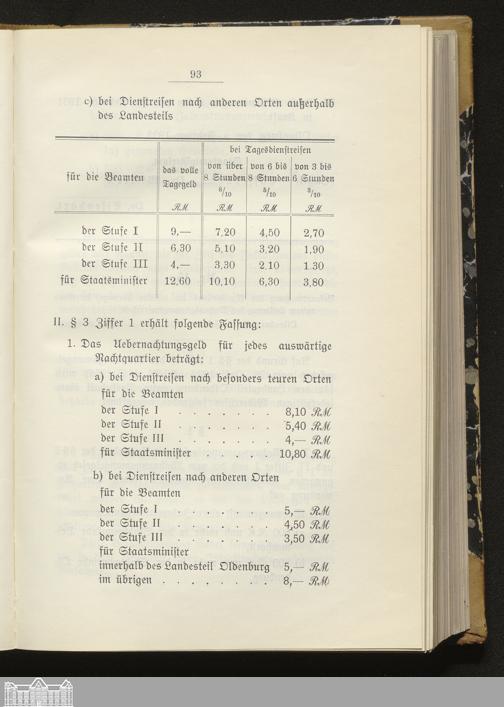 93
c) bei Dienstreisen nach anderen Orten außerhalb
des Landesteils
für die Beamten
das volle
Tagegeld
RM
bei Tagesdienstreisen
von über
8 Stunden
8/10
RM
von 6 bis
8 Stunden
5/10
RM
von 3 bis
6 Stunden
3/10
RM
der Stufe I 9,— 7,20 4,50 2,70
der Stufe II 6,30 5,10 3,20 1,90
der Stufe III 4,— 3,30 2,10 1.30
für Staatsminister 12,60 10,10 6,30 3,80
II. § 3 Ziffer 1 erhält folgende Fassung:
1. Das Uebernachtungsgeld für jedes auswärtige
Nachtquartier beträgt:
a) bei Dienstreisen nach besonders teuren Orten
für die Beamten
der Stufe I . . . . . . . 8,10 RM
der Stufe II . . . . . . . 5,40 RM
der Stufe III . . . . . . . 4,— RM
für Staatsminister . . . . . 10,80 RM
b) bei Dienstreisen nach anderen Orten
für die Beamten
der Stufe I . . . . . . . 5,— RM
der Stufe II . . . . . . . 4,50 RM
der Stufe III . . . . . . . 3,50 RM
für Staatsminister
innerhalb des Landesteil Oldenburg 5,— RM
im übrigen . . . . . . . 8,— RM